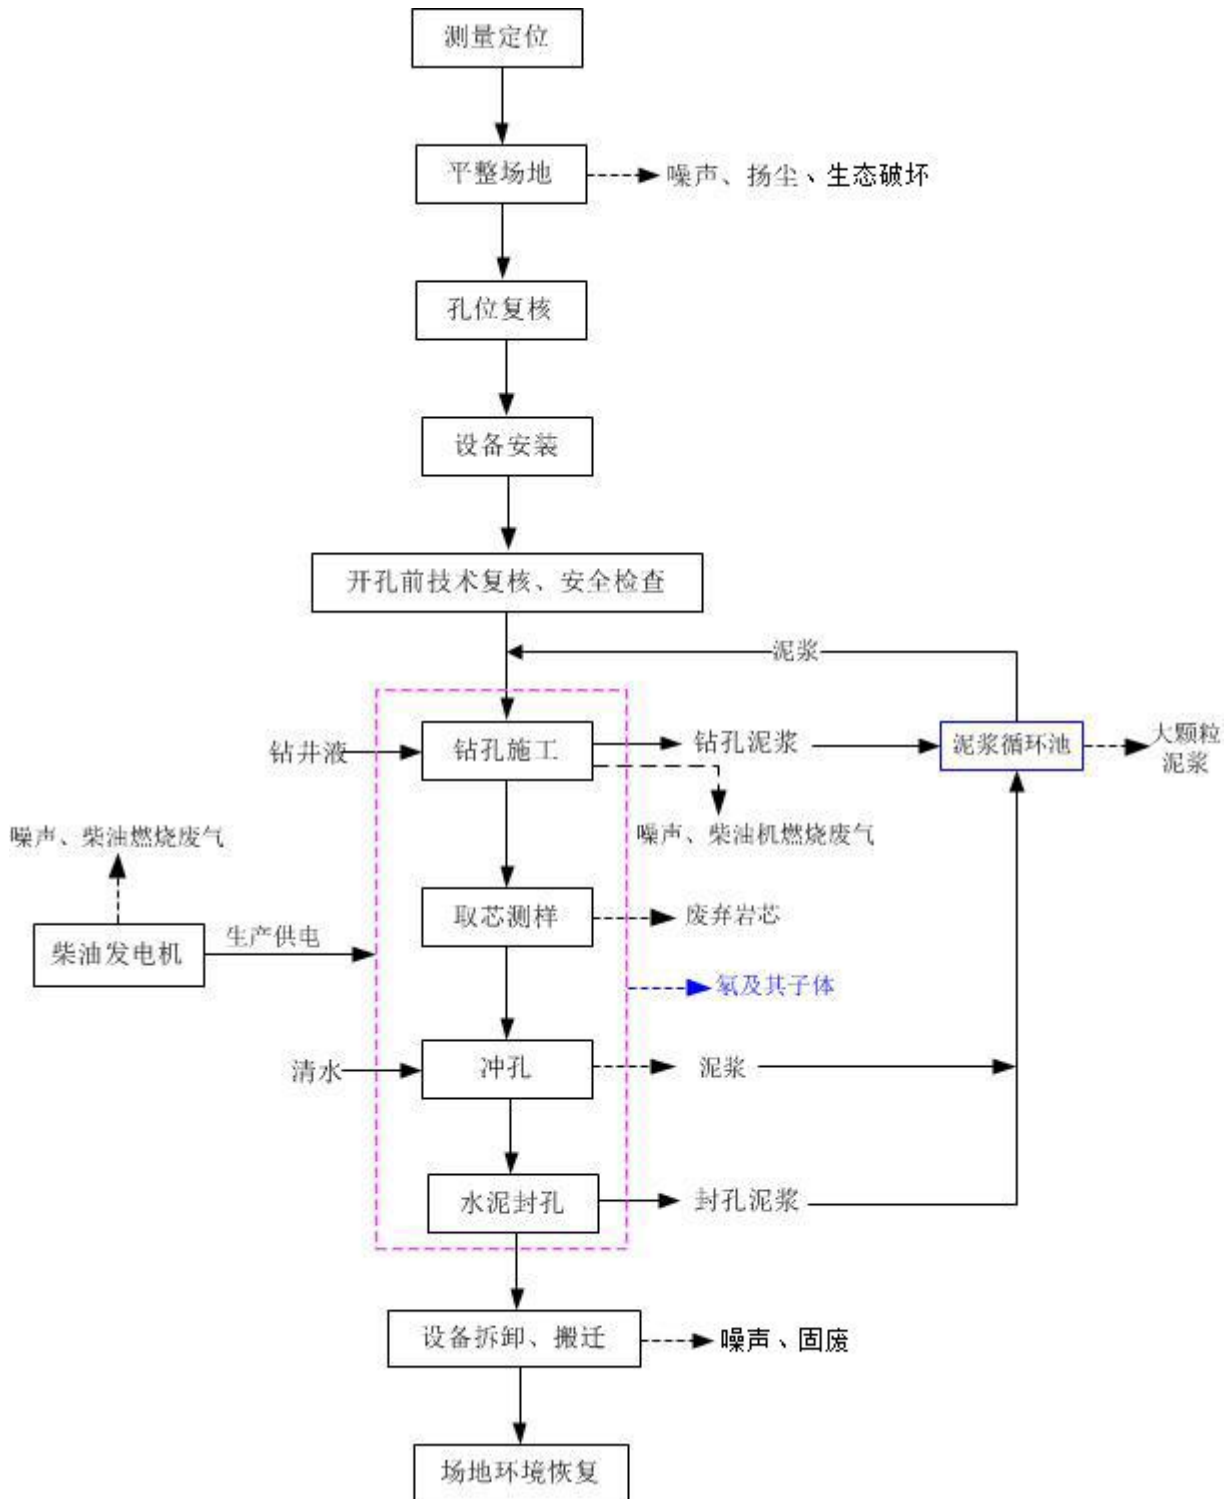 测量定位
平整场地
噪声、扬尘、生态破坏
孔位复核
设备安装
开孔前技术复核、安全检查
泥浆
钻井液
钻孔施工
钻孔泥浆
泥浆循环池
大颗粒
泥浆
噪声、柴油机燃烧废气
噪声、柴油燃烧废气
取芯测样
废弃岩芯
柴油发电机
生产供电
氡及其子体
清水
冲孔
泥浆
水泥封孔
封孔泥浆
设备拆卸、搬迁
噪声、固废
场地环境恢复